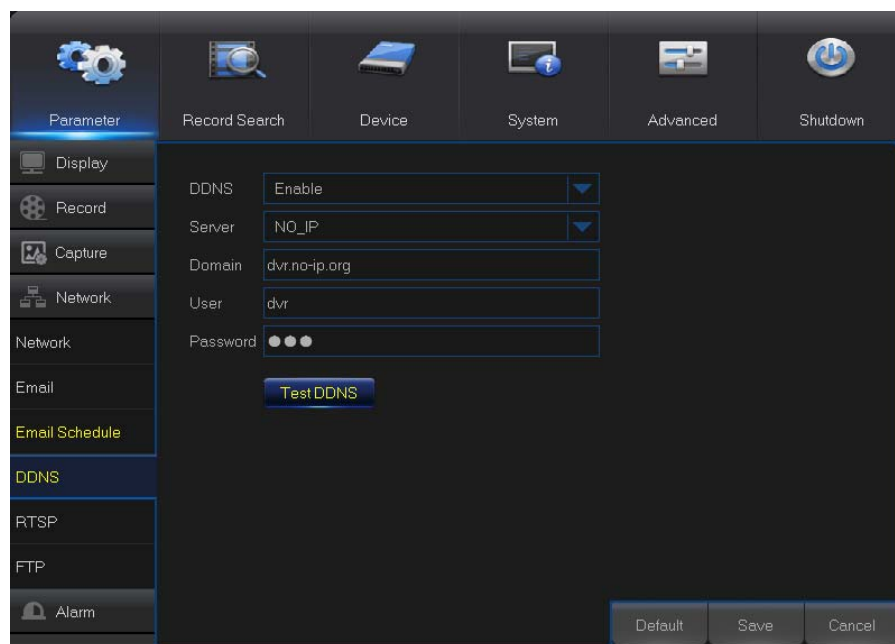 Parameter
Record Search
Device
System
Advanced
Shutdown
Display
Record
Capture
Network
Network
Email
Email Schedule
DDNS
RTSP
FTP
Alarm
DDNS Enable
Server NO_IP
Domain dvr.no-ip.org
User dvr
Password ●●●
Test DDNS
Default
Save
Cancel